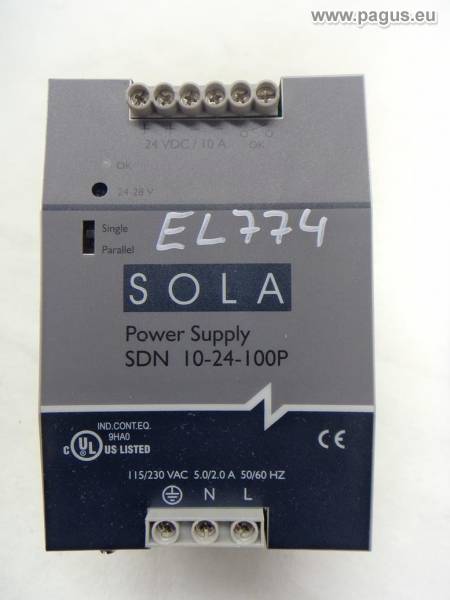 www.pagus.eu
+ + - -
24 VDC / 10 A
OK
OK
24-28 V
Single
Parallel
EL774
SOLA
Power Supply
SDN 10-24-100P
IND.CONT.EQ.
9HA0
C UL US LISTED
CE
115/230 VAC 5.0/2.0 A 50/60 HZ
N L